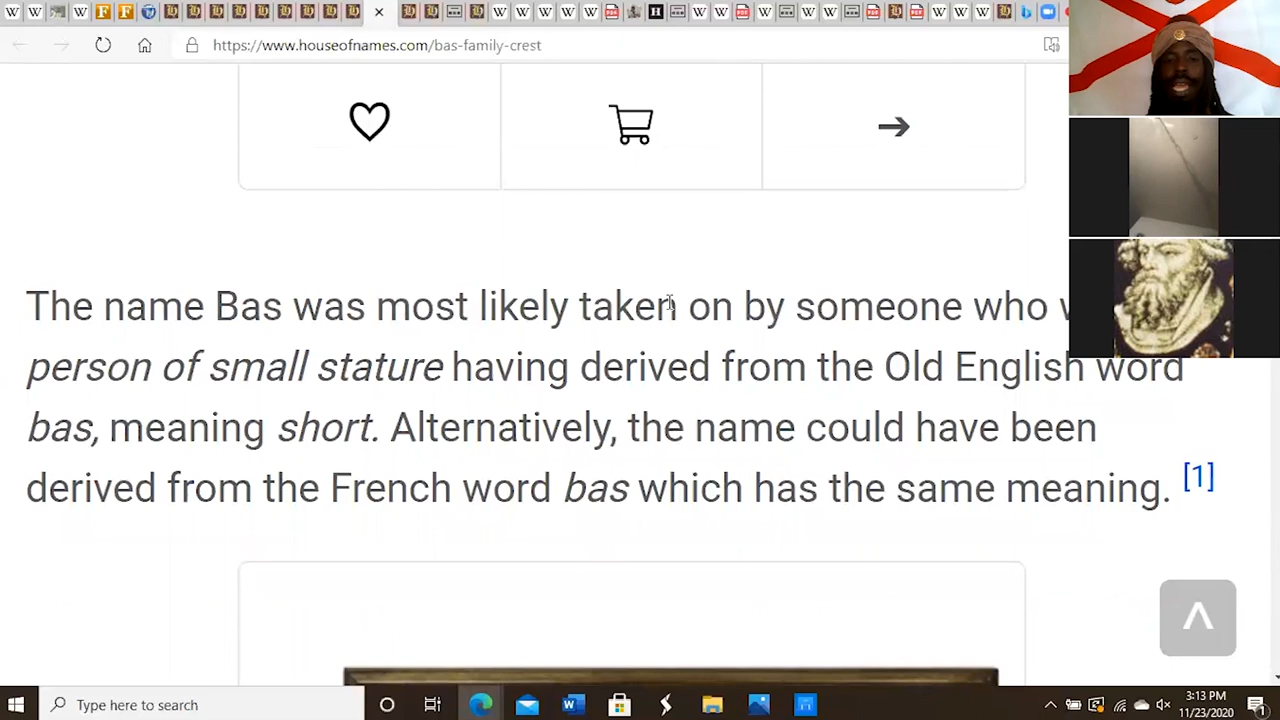 https://www.houseofnames.com/bas-family-crest
The name Bas was most likely taken on by someone who
person of small stature having derived from the Old English word
bas, meaning short. Alternatively, the name could have been
derived from the French word bas which has the same meaning. [1]
Type here to search
3:13 PM
11/23/2020